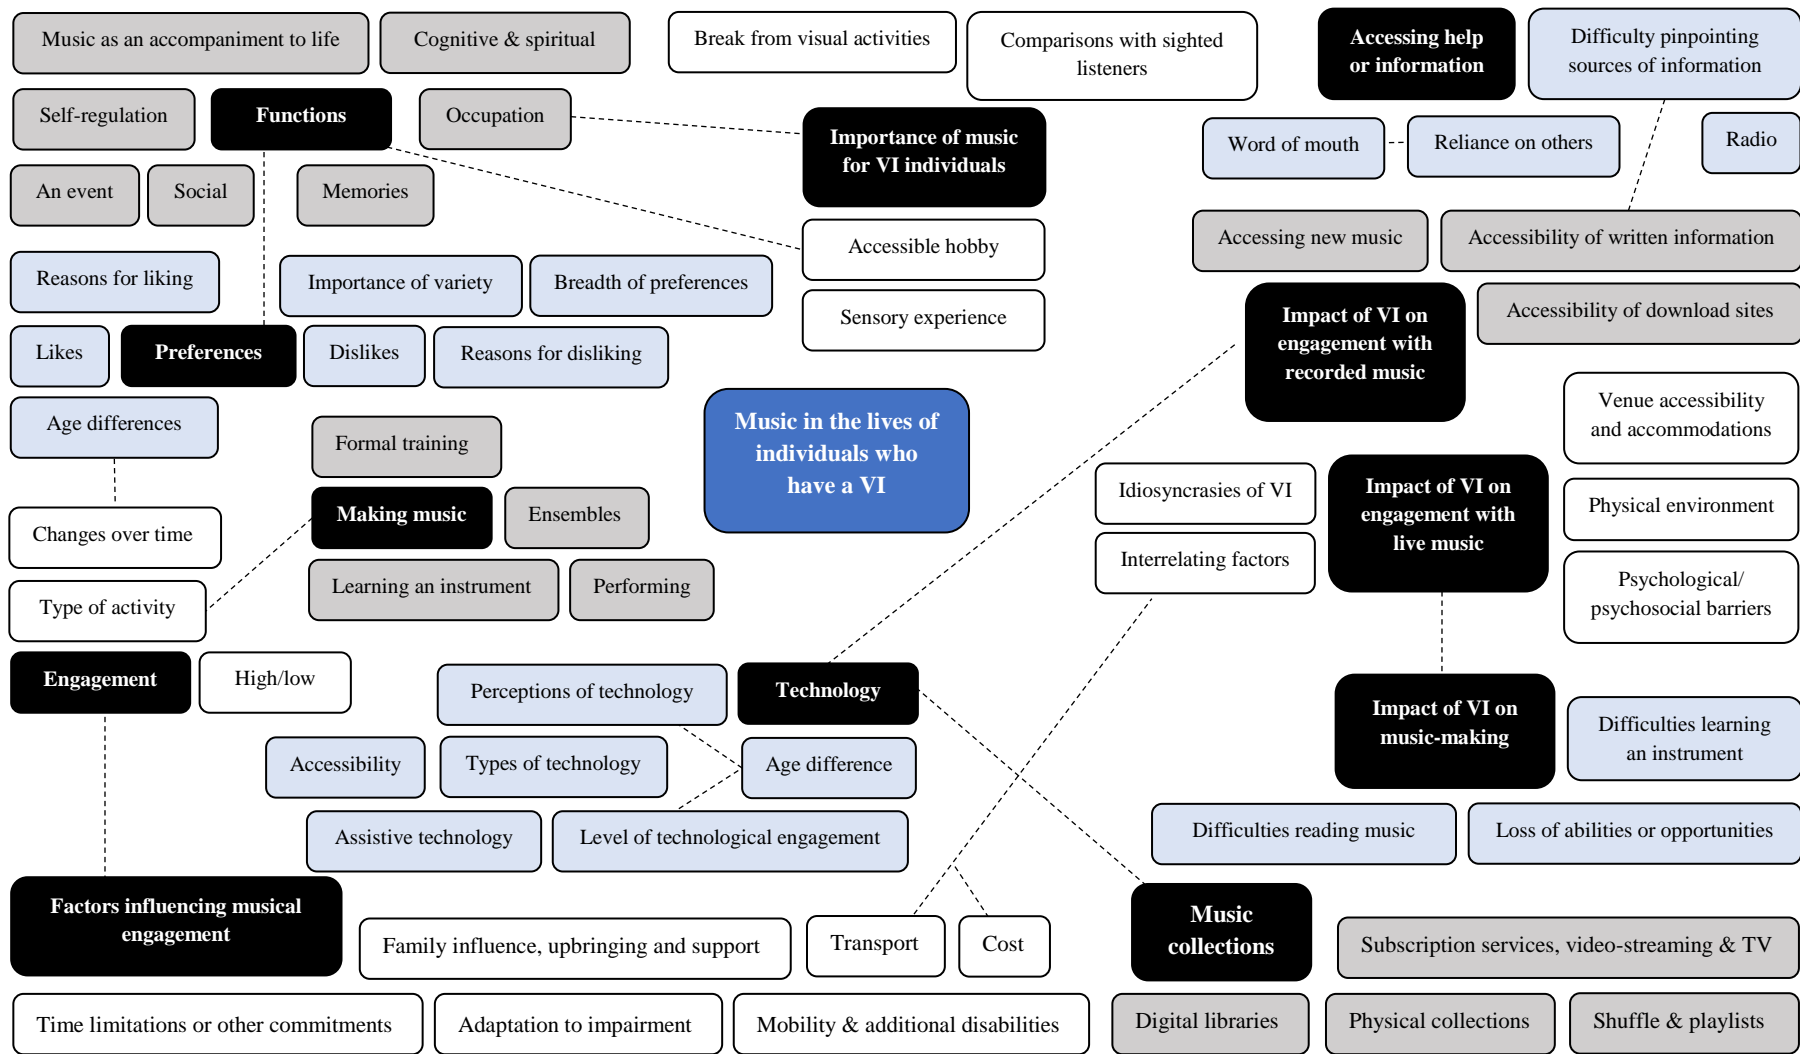 Music as an accompaniment to life
Cognitive & spiritual
Break from visual activities
Comparisons with sighted
listeners
Accessing help
or information
Difficulty pinpointing
sources of information
Self-regulation
Functions
Occupation
Importance of music
for VI individuals
Word of mouth
Reliance on others
Radio
An event
Social
Memories
Accessing new music
Accessibility of written information
Accessible hobby
Reasons for liking
Importance of variety
Breadth of preferences
Sensory experience
Impact of VI on
engagement with
recorded music
Accessibility of download sites
Likes
Preferences
Dislikes
Reasons for disliking
Age differences
Music in the lives of
individuals who
have a VI
Venue accessibility
and accommodations
Formal training
Idiosyncrasies of VI
Impact of VI on
engagement with
live music
Physical environment
Changes over time
Making music
Ensembles
Interrelating factors
Psychological/
psychosocial barriers
Type of activity
Learning an instrument
Performing
Engagement
High/low
Perceptions of technology
Technology
Impact of VI on
music-making
Difficulties learning
an instrument
Accessibility
Types of technology
Age difference
Assistive technology
Level of technological engagement
Difficulties reading music
Loss of abilities or opportunities
Factors influencing musical
engagement
Family influence, upbringing and support
Transport
Cost
Music
collections
Subscription services, video-streaming & TV
Time limitations or other commitments
Adaptation to impairment
Mobility & additional disabilities
Digital libraries
Physical collections
Shuffle & playlists